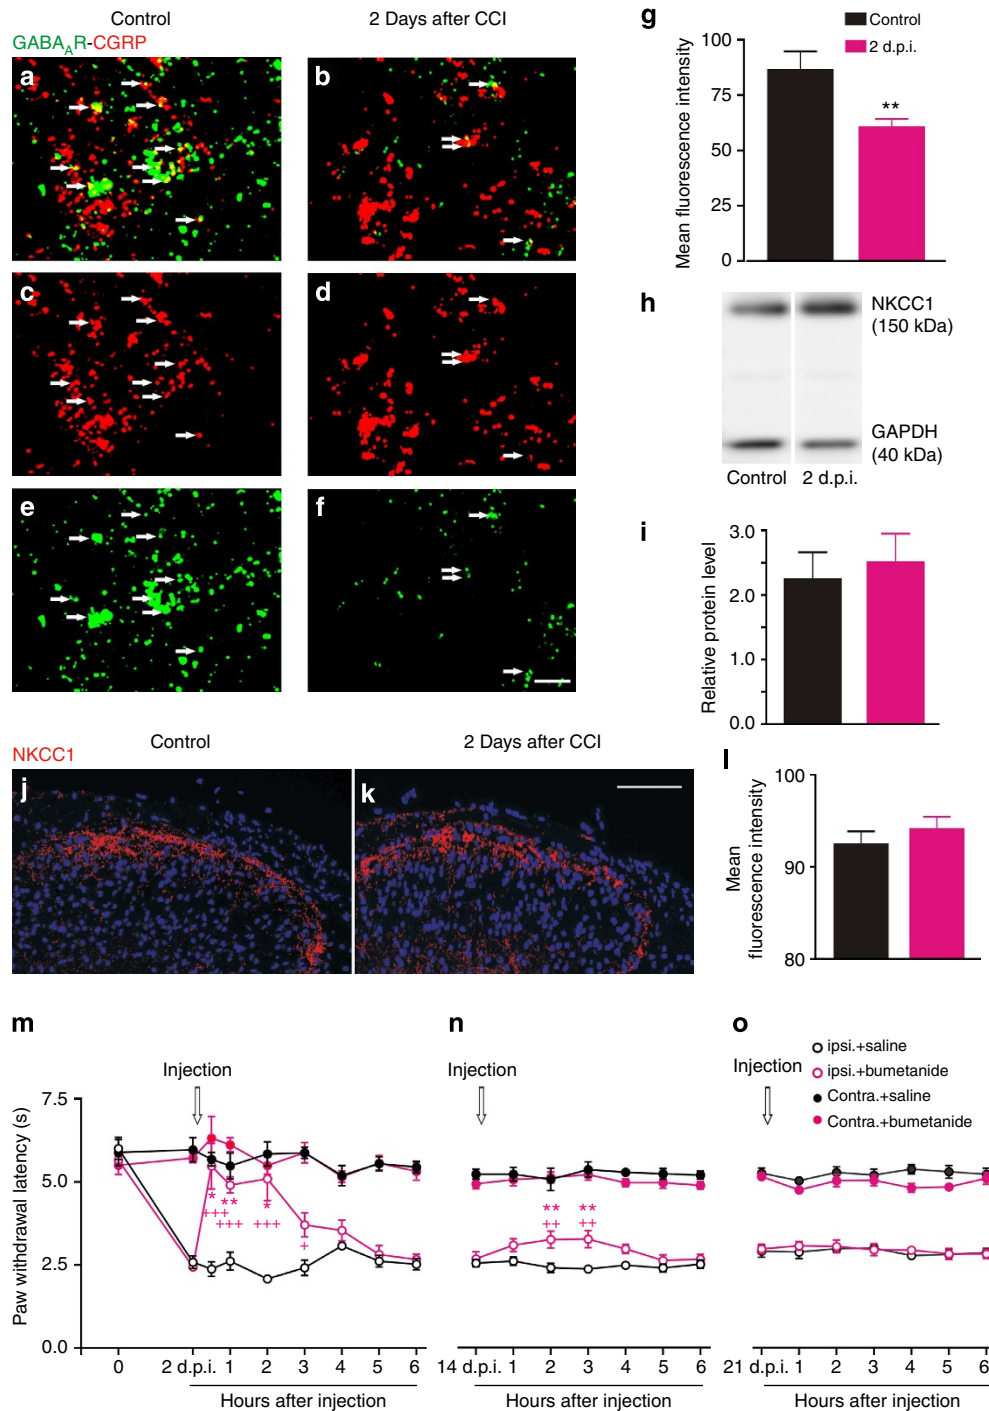 Control
2 Days after CCI
GABAAR-CGRP
a
b
c
d
e
f
g
Control
2 d.p.i.
Mean fluorescence intensity
100
75
50
25
0
**
h
NKCC1
(150 kDa)
GAPDH
(40 kDa)
Control
2 d.p.i.
i
Relative protein level
3.0
2.0
1.0
0.0
Control
2 Days after CCI
NKCC1
j
k
l
Mean
fluorescence intensity
100
90
80
m
Injection
Paw withdrawal latency (s)
7.5
5.0
2.5
0.0
*
+++
**
+++
*
+++
+
0 2 d.p.i. 1 2 3 4 5 6
Hours after injection
n
Injection
**
++
**
++
14 d.p.i. 1 2 3 4 5 6
Hours after injection
o
Injection
ipsi.+saline
ipsi.+bumetanide
Contra.+saline
Contra.+bumetanide
21 d.p.i. 1 2 3 4 5 6
Hours after injection